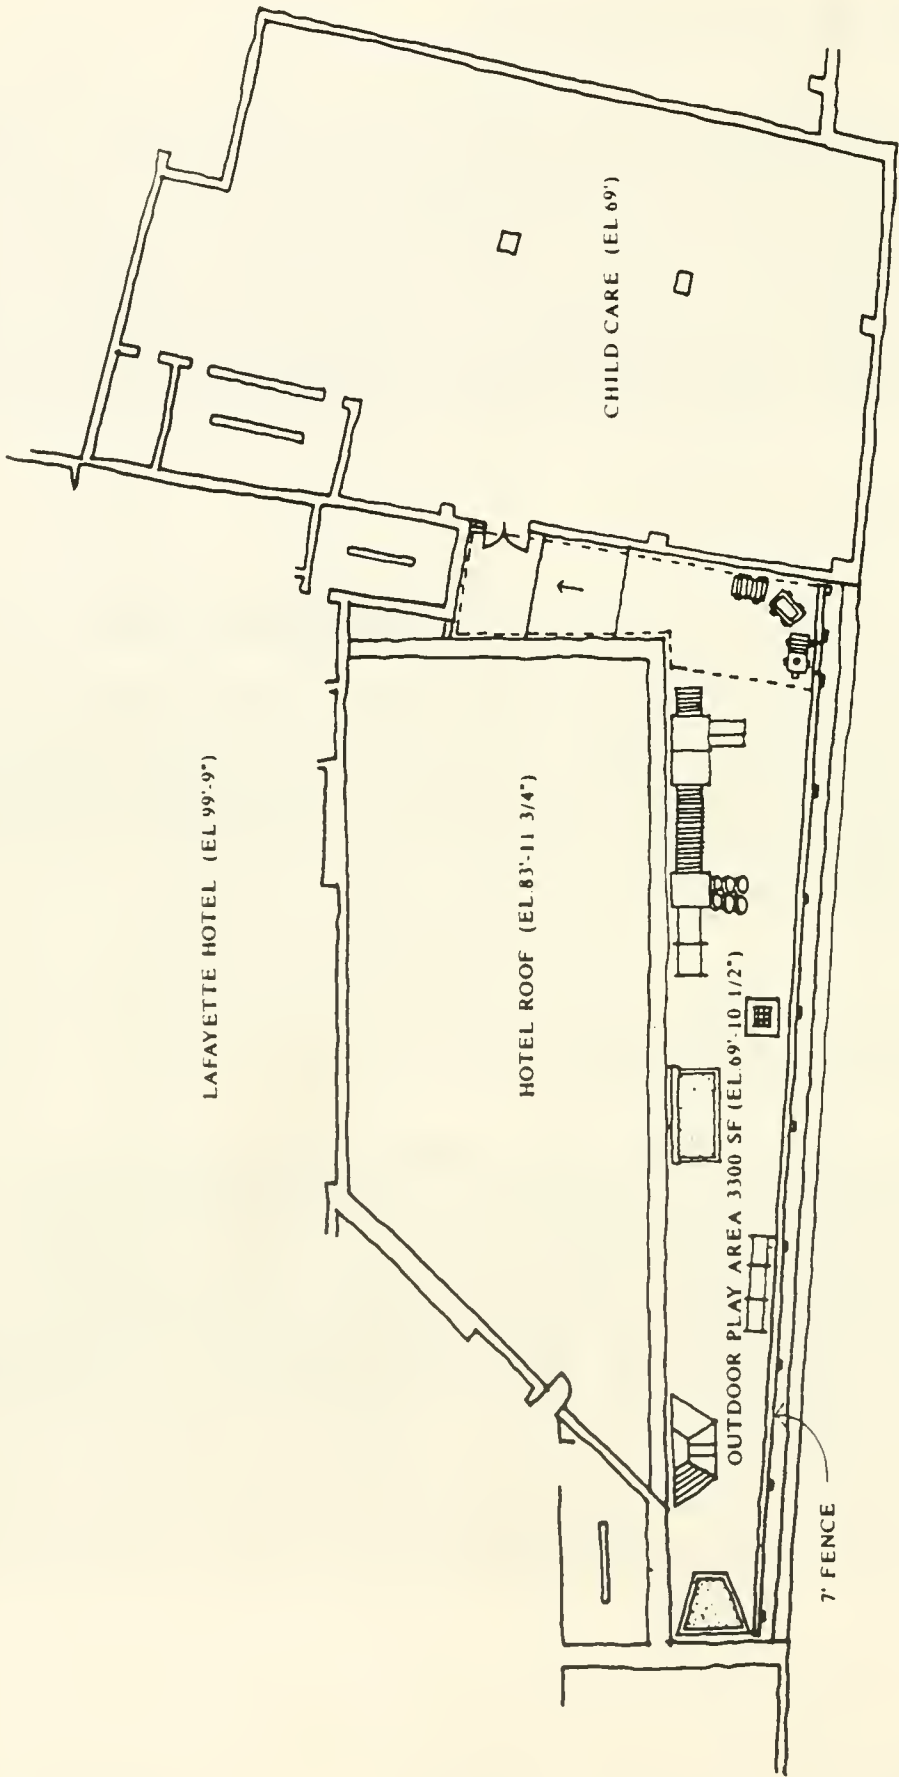 LAFAYETTE HOTEL (EL 99'-9")
HOTEL ROOF (EL.83'-11 3/4")
CHILD CARE (EL 69')
OUTDOOR PLAY AREA 3300 SF (EL.69'-10 1/2")
7' FENCE